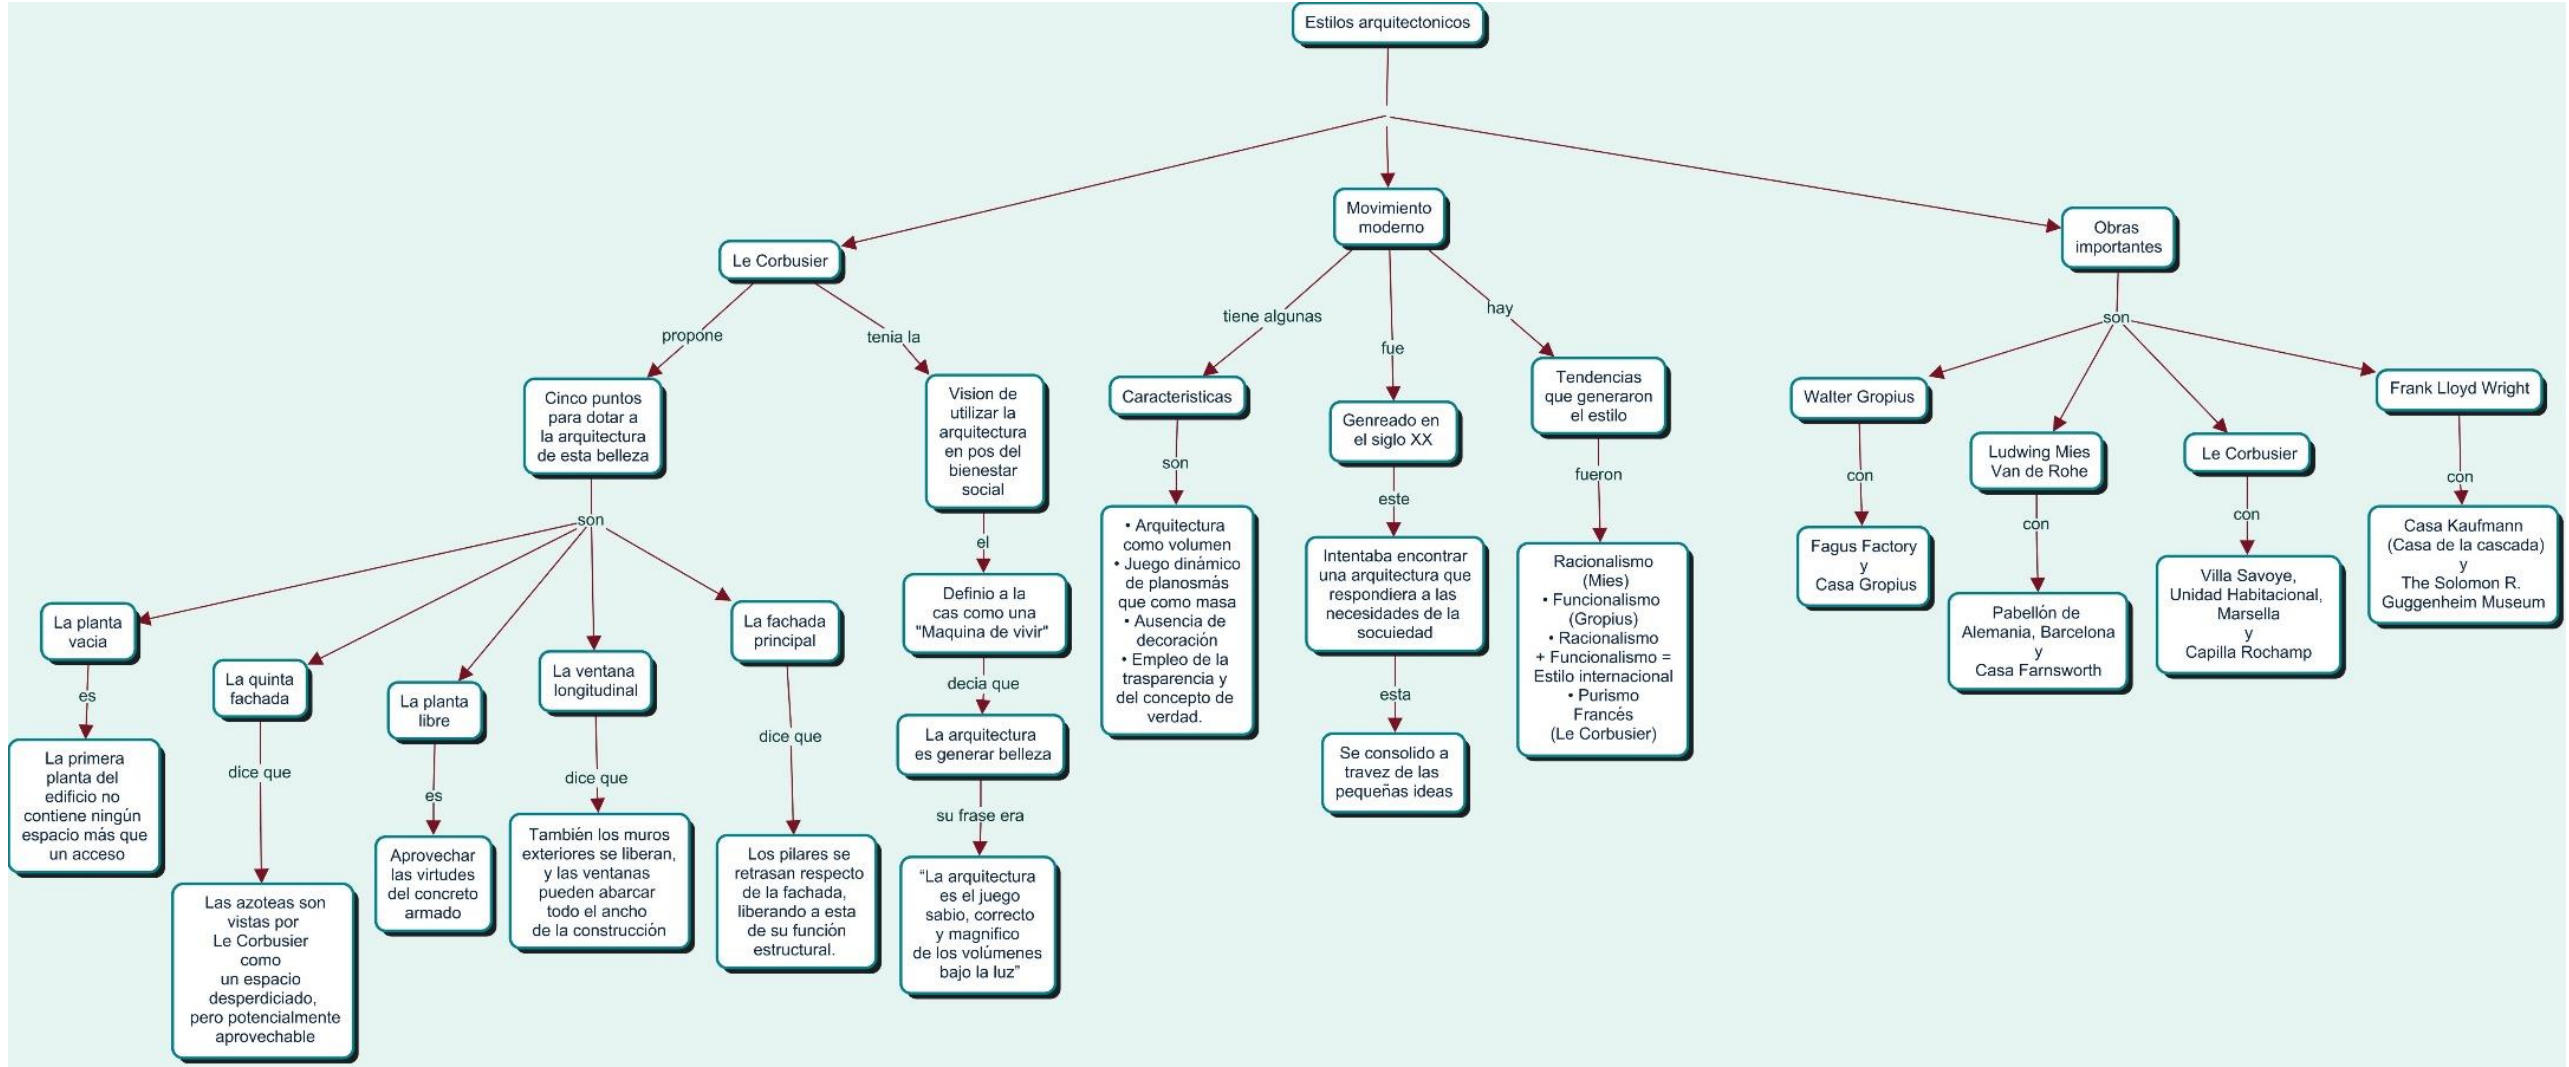 Estilos arquitectonicos
Le Corbusier
propone
Cinco puntos
para dotar a
la arquitectura
de esta belleza
son
La planta
vacia
es
La primera
planta del
edificio no
contiene ningún
espacio más que
un acceso
La quinta
fachada
dice que
Las azoteas son
vistas por
Le Corbusier
como
un espacio
desperdiciado,
pero potencialmente
aprovechable
La planta
libre
es
Aprovechar
las virtudes
del concreto
armado
La ventana
longitudinal
dice que
También los muros
exteriores se liberan,
y las ventanas
pueden abarcar
todo el ancho
de la construcción
La fachada
principal
dice que
Los pilares se
retrasan respecto
de la fachada,
liberando a esta
de su función
estructural.
tenia la
Vision de
utilizar la
arquitectura
en pos del
bienestar
social
el
Definio a la
cas como una
"Maquina de vivir"
decia que
La arquitectura
es generar belleza
su frase era
“La arquitectura
es el juego
sabio, correcto
y magnifico
de los volúmenes
bajo la luz”
Movimiento
moderno
tiene algunas
Caracteristicas
son
• Arquitectura
como volumen
• Juego dinámico
de planosmás
que como masa
• Ausencia de
decoración
• Empleo de la
trasparencia y
del concepto de
verdad.
fue
Genreado en
el siglo XX
este
Intentaba encontrar
una arquitectura que
respondiera a las
necesidades de la
socuiedad
esta
Se consolido a
travez de las
pequeñas ideas
hay
Tendencias
que generaron
el estilo
fueron
Racionalismo
(Mies)
• Funcionalismo
(Gropius)
• Racionalismo
+ Funcionalismo =
Estilo internacional
• Purismo
Francés
(Le Corbusier)
Obras
importantes
son
Walter Gropius
con
Fagus Factory
y
Casa Gropius
Ludwing Mies
Van de Rohe
con
Pabellón de
Alemania, Barcelona
y
Casa Farnsworth
Le Corbusier
con
Villa Savoye,
Unidad Habitacional,
Marsella
y
Capilla Rochamp
Frank Lloyd Wright
con
Casa Kaufmann
(Casa de la cascada)
y
The Solomon R.
Guggenheim Museum